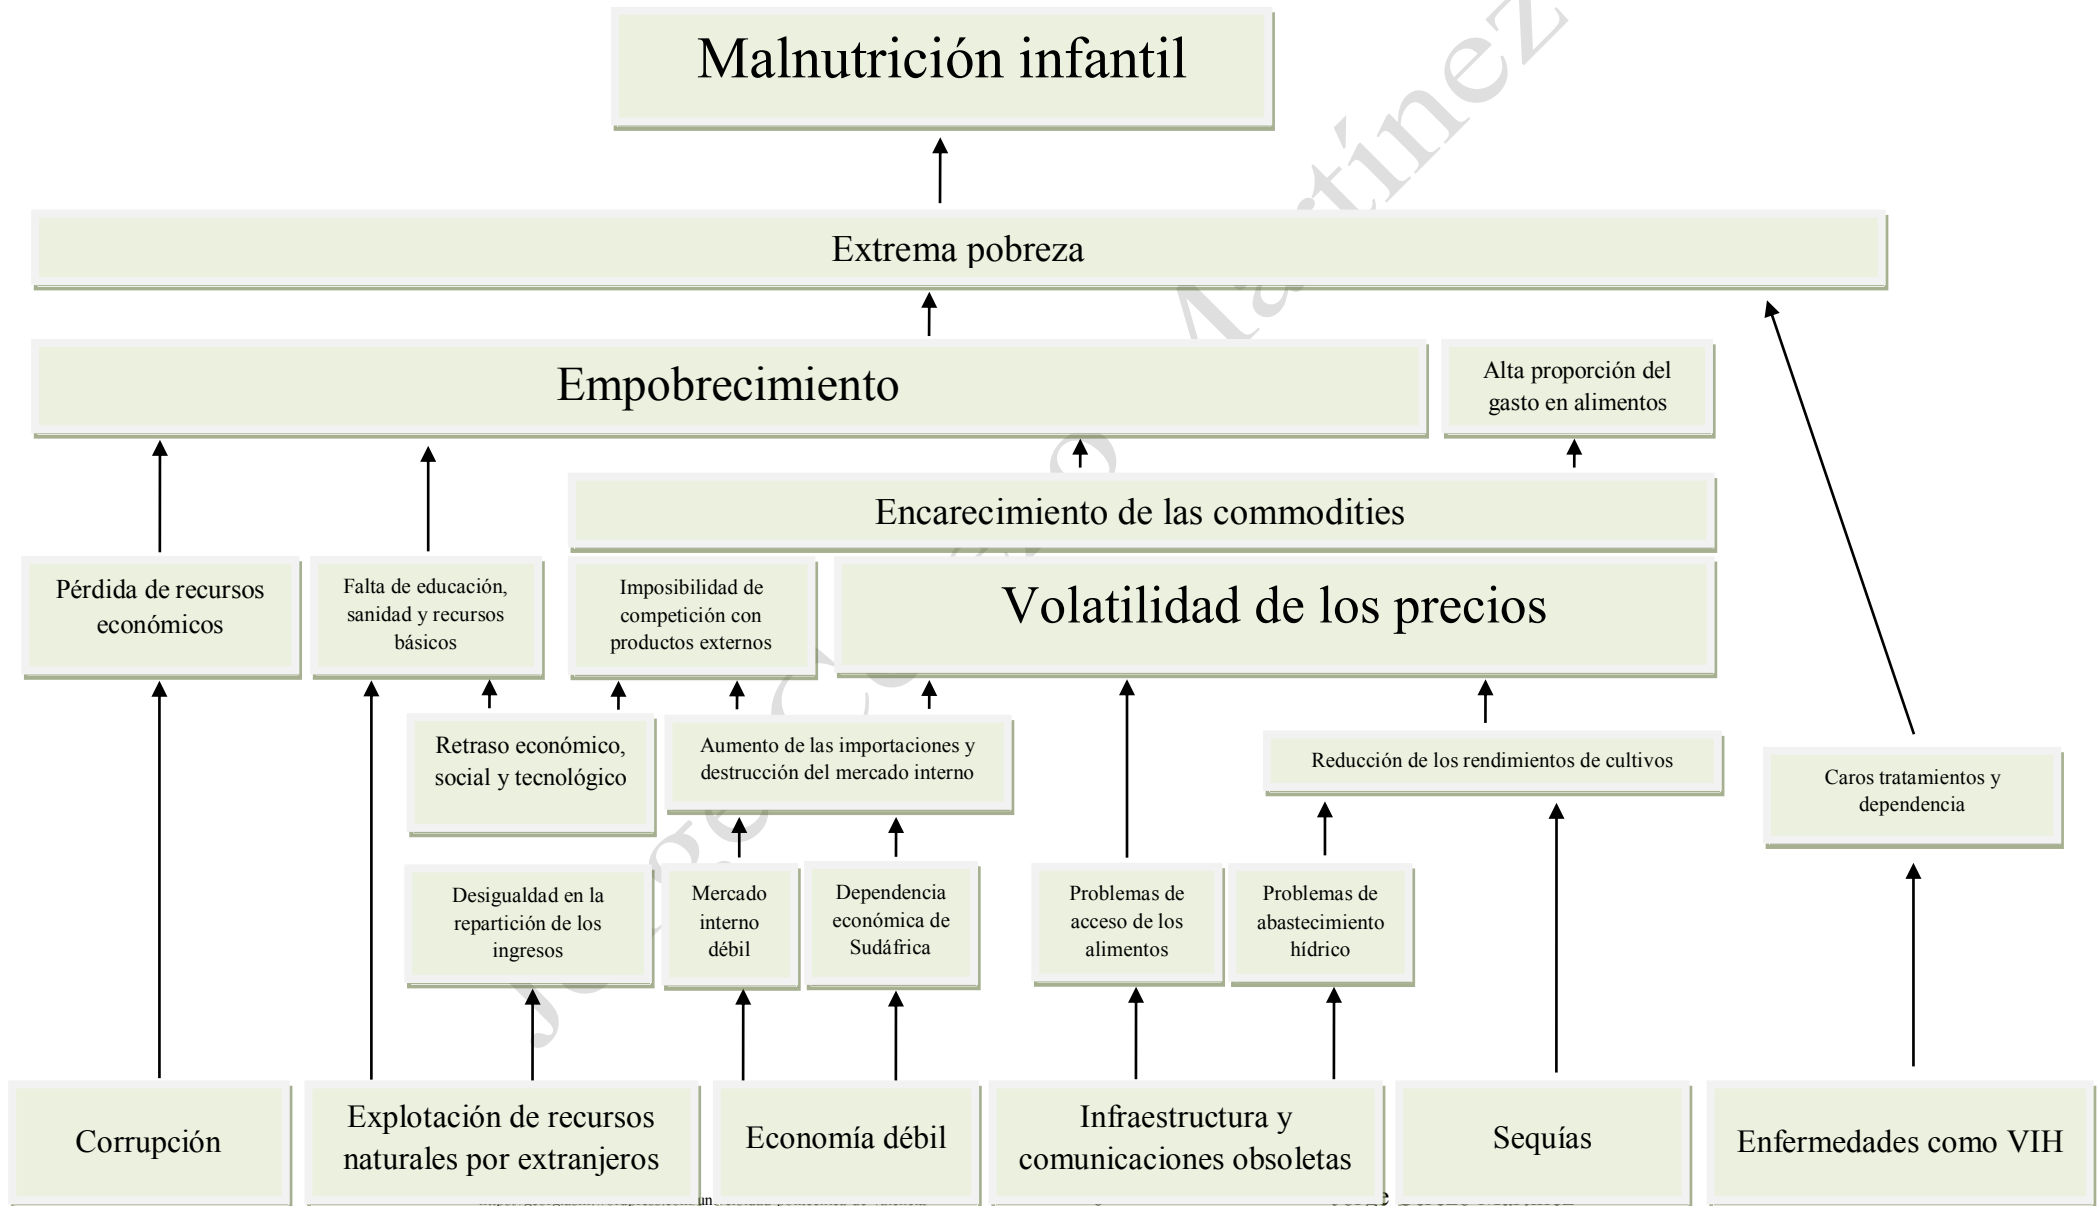 Malnutrición infantil
Extrema pobreza
Empobrecimiento
Alta proporción del
gasto en alimentos
Encarecimiento de las commodities
Pérdida de recursos
económicos
Falta de educación,
sanidad y recursos
básicos
Imposibilidad de
competición con
productos externos
Volatilidad de los precios
Retraso económico,
social y tecnológico
Aumento de las importaciones y
destrucción del mercado interno
Reducción de los rendimientos de cultivos
Caros tratamientos y
dependencia
Desigualdad en la
repartición de los
ingresos
Mercado
interno
débil
Dependencia
económica de
Sudáfrica
Problemas de
acceso de los
alimentos
Problemas de
abastecimiento
hídrico
Corrupción
Explotación de recursos
naturales por extranjeros
Economía débil
Infraestructura y
comunicaciones obsoletas
Sequías
Enfermedades como VIH
Martínez